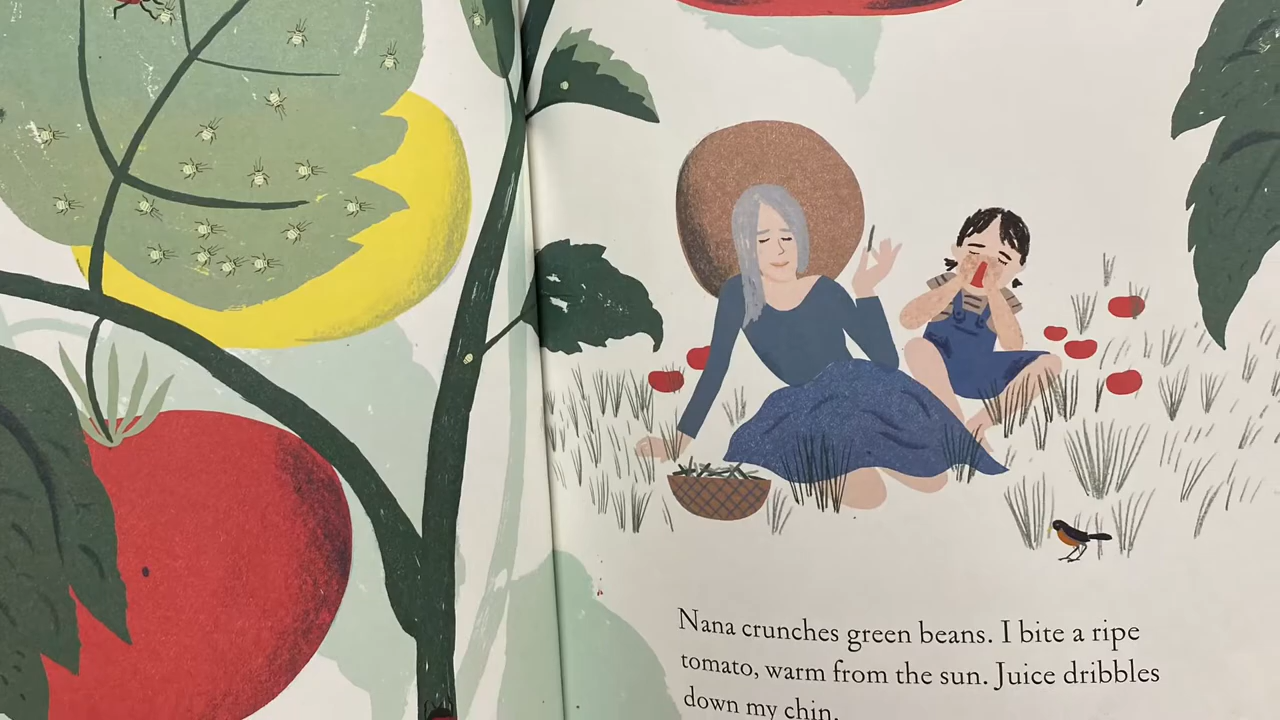 Nana crunches green beans. I bite a ripe
tomato, warm from the sun. Juice dribbles
down my chin.